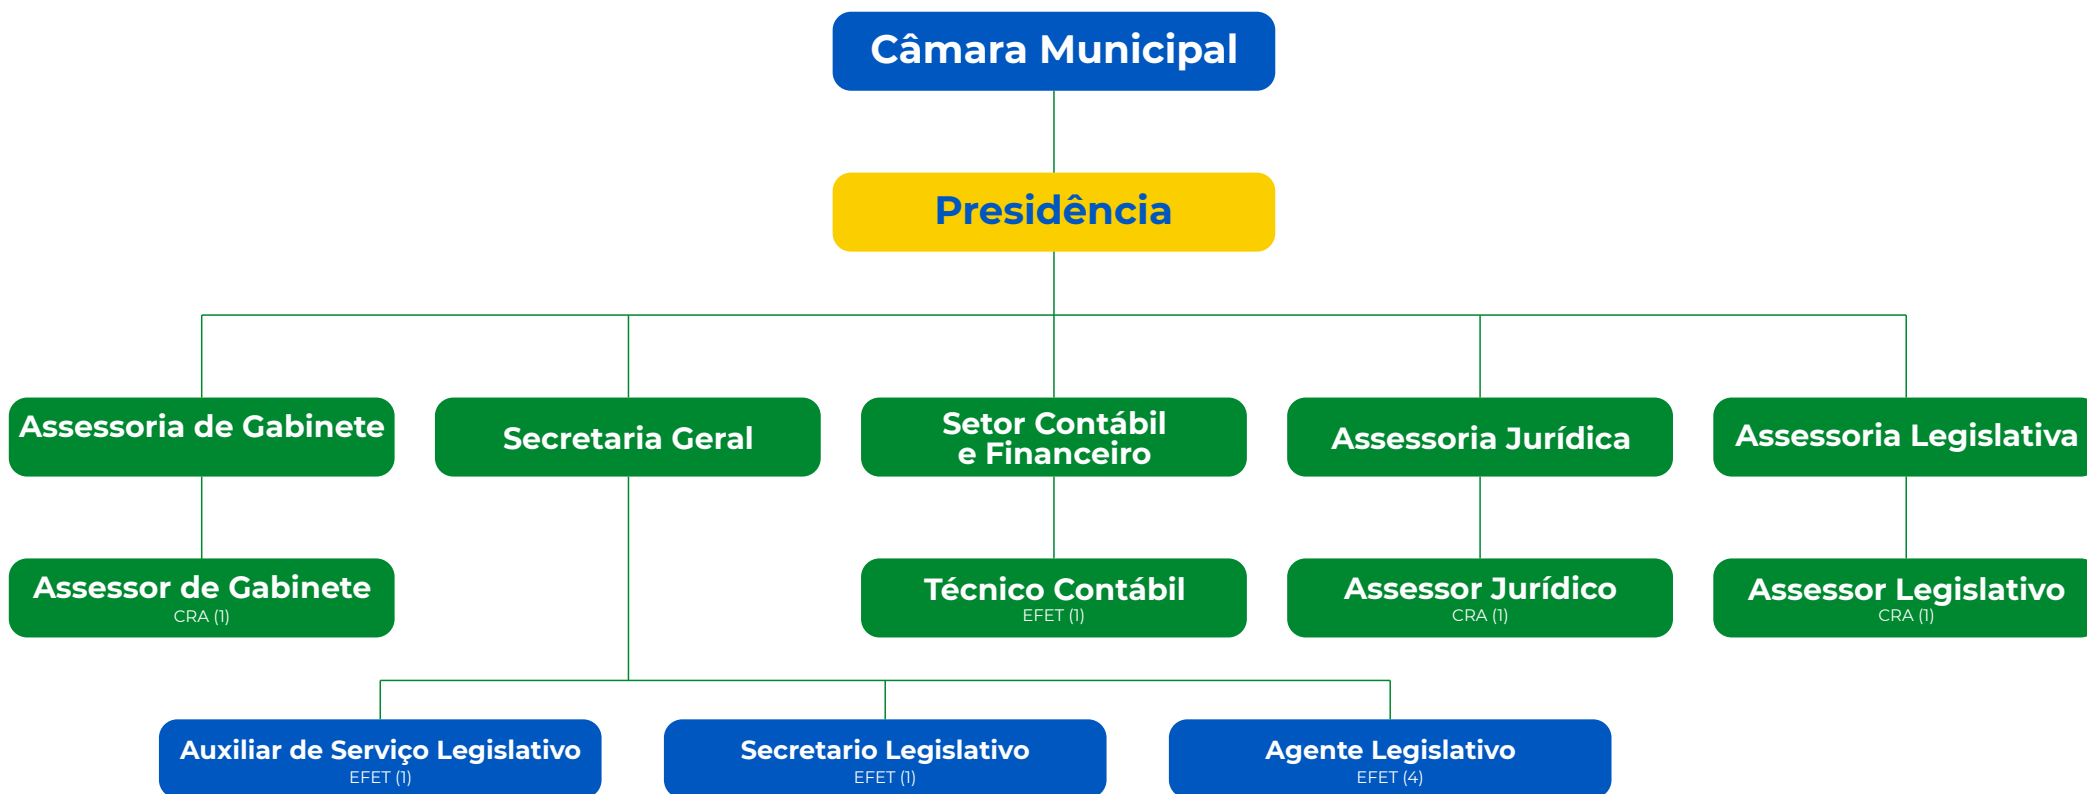 Câmara Municipal
Presidência
Assessoria de Gabinete
Secretaria Geral
Setor Contábil
e Financeiro
Assessoria Jurídica
Assessoria Legislativa
Assessor de Gabinete
CRA (1)
Técnico Contábil
EFET (1)
Assessor Jurídico
CRA (1)
Assessor Legislativo
CRA (1)
Auxiliar de Serviço Legislativo
EFET (1)
Secretario Legislativo
EFET (1)
Agente Legislativo
EFET (4)